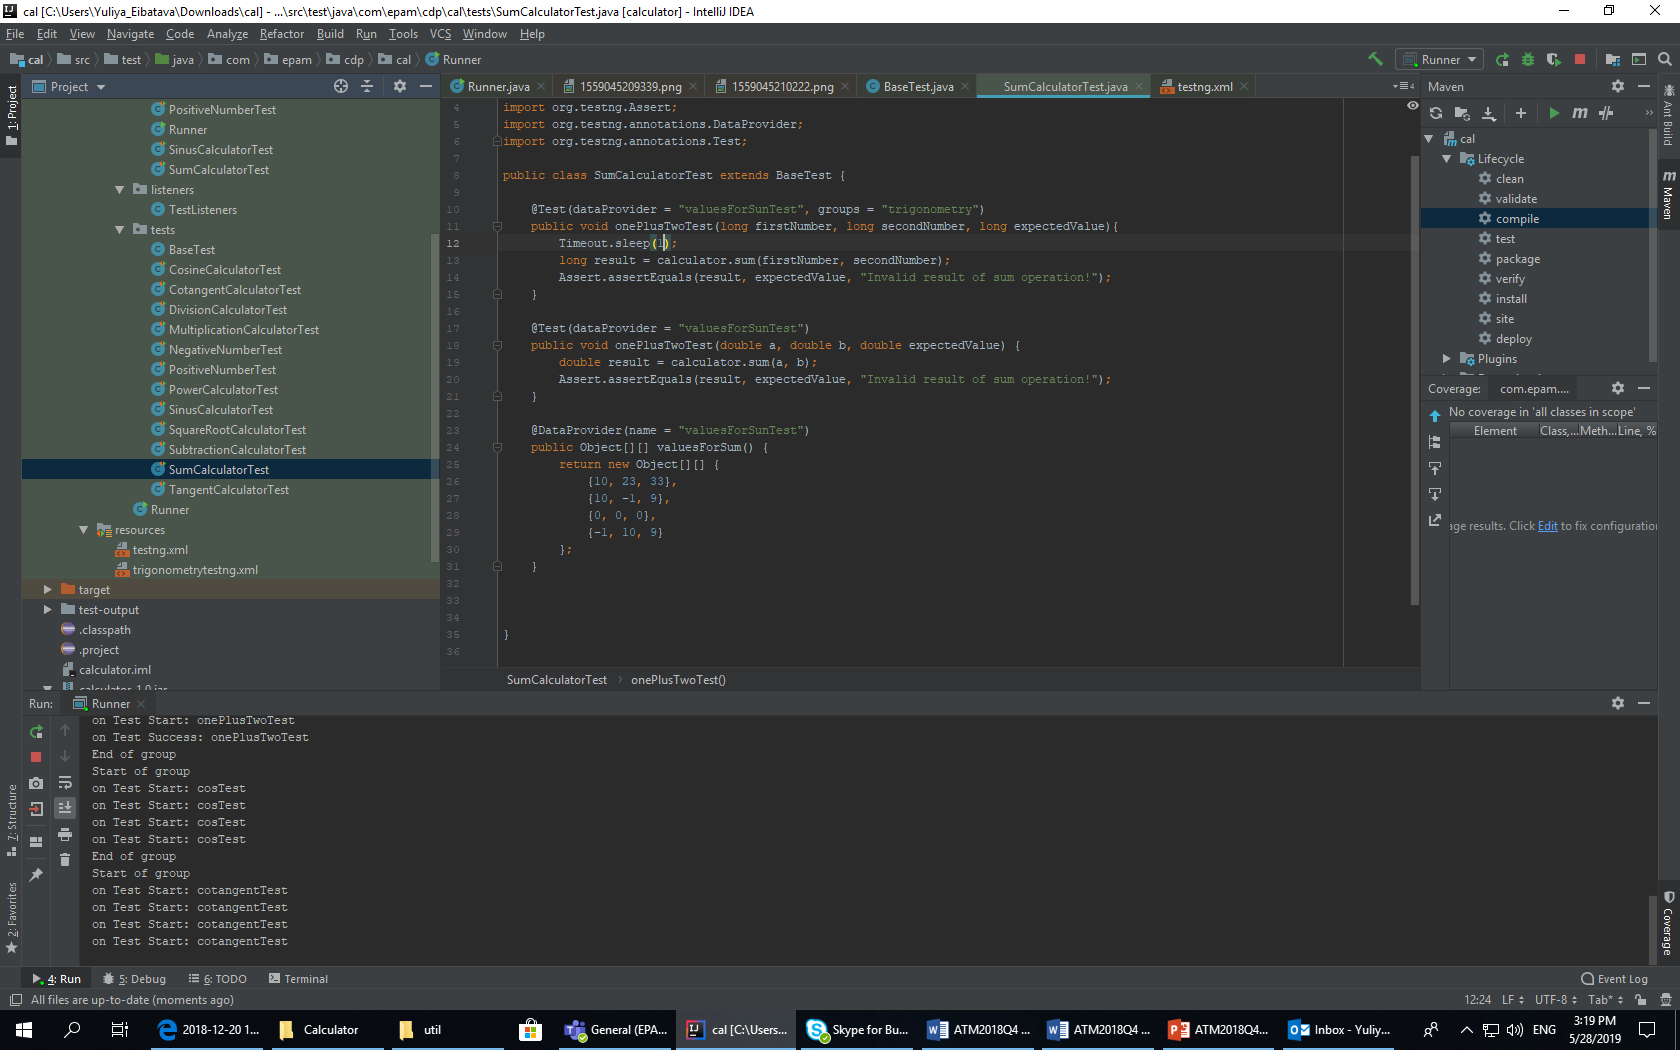 cal [C:\Users\Yuliya_Eibatava\Downloads\cal] - ...\src\test\java\com\epam\cdp\cal\tests\SumCalculatorTest.java [calculator] - IntelliJ IDEA
File Edit View Navigate Code Analyze Refactor Build Run Tools VCS Window Help
cal src test java com epam cdp cal Runner
Runner
1: Project
Project
Runner.java 1559045209339.png 1559045210222.png BaseTest.java SumCalculatorTest.java testng.xml
PositiveNumberTest
Runner
SinusCalculatorTest
SumCalculatorTest
listeners
TestListeners
tests
BaseTest
CosineCalculatorTest
CotangentCalculatorTest
DivisionCalculatorTest
MultiplicationCalculatorTest
NegativeNumberTest
PositiveNumberTest
PowerCalculatorTest
SinusCalculatorTest
SquareRootCalculatorTest
SubtractionCalculatorTest
SumCalculatorTest
TangentCalculatorTest
Runner
resources
testng.xml
trigonometrytestng.xml
target
test-output
.classpath
.project
calculator.iml
calculator-1.0.jar
4 import org.testng.Assert;
5 import org.testng.annotations.DataProvider;
6 import org.testng.annotations.Test;
7
8 public class SumCalculatorTest extends BaseTest {
9
10 @Test(dataProvider = "valuesForSunTest", groups = "trigonometry")
11 public void onePlusTwoTest(long firstNumber, long secondNumber, long expectedValue){
12 Timeout.sleep(1);
13 long result = calculator.sum(firstNumber, secondNumber);
14 Assert.assertEquals(result, expectedValue, "Invalid result of sum operation!");
15 }
16
17 @Test(dataProvider = "valuesForSunTest")
18 public void onePlusTwoTest(double a, double b, double expectedValue) {
19 double result = calculator.sum(a, b);
20 Assert.assertEquals(result, expectedValue, "Invalid result of sum operation!");
21 }
22
23 @DataProvider(name = "valuesForSunTest")
24 public Object[][] valuesForSum() {
25 return new Object[][] {
26 {10, 23, 33},
27 {10, -1, 9},
28 {0, 0, 0},
29 {-1, 10, 9}
30 };
31 }
32
33
34
35 }
36
SumCalculatorTest onePlusTwoTest()
Maven
cal
Lifecycle
clean
validate
compile
test
package
verify
install
site
deploy
Plugins
Coverage: com.epam....
No coverage in 'all classes in scope'
Element Class,... Meth... Line, %
age results. Click Edit to fix configuration
Ant Build
Maven
Coverage
Run: Runner
on Test Start: onePlusTwoTest
on Test Success: onePlusTwoTest
End of group
Start of group
on Test Start: cosTest
on Test Start: cosTest
on Test Start: cosTest
on Test Start: cosTest
End of group
Start of group
on Test Start: cotangentTest
on Test Start: cotangentTest
on Test Start: cotangentTest
on Test Start: cotangentTest
7: Structure
2: Favorites
4: Run 5: Debug 6: TODO Terminal Event Log
All files are up-to-date (moments ago) 12:24 LF UTF-8 Tab*
2018-12-20 1... Calculator util General (EPA... cal [C:\Users... Skype for Bu... ATM2018Q4 ... ATM2018Q4 ... ATM2018Q4... Inbox - Yuliy... ENG 3:19 PM
5/28/2019